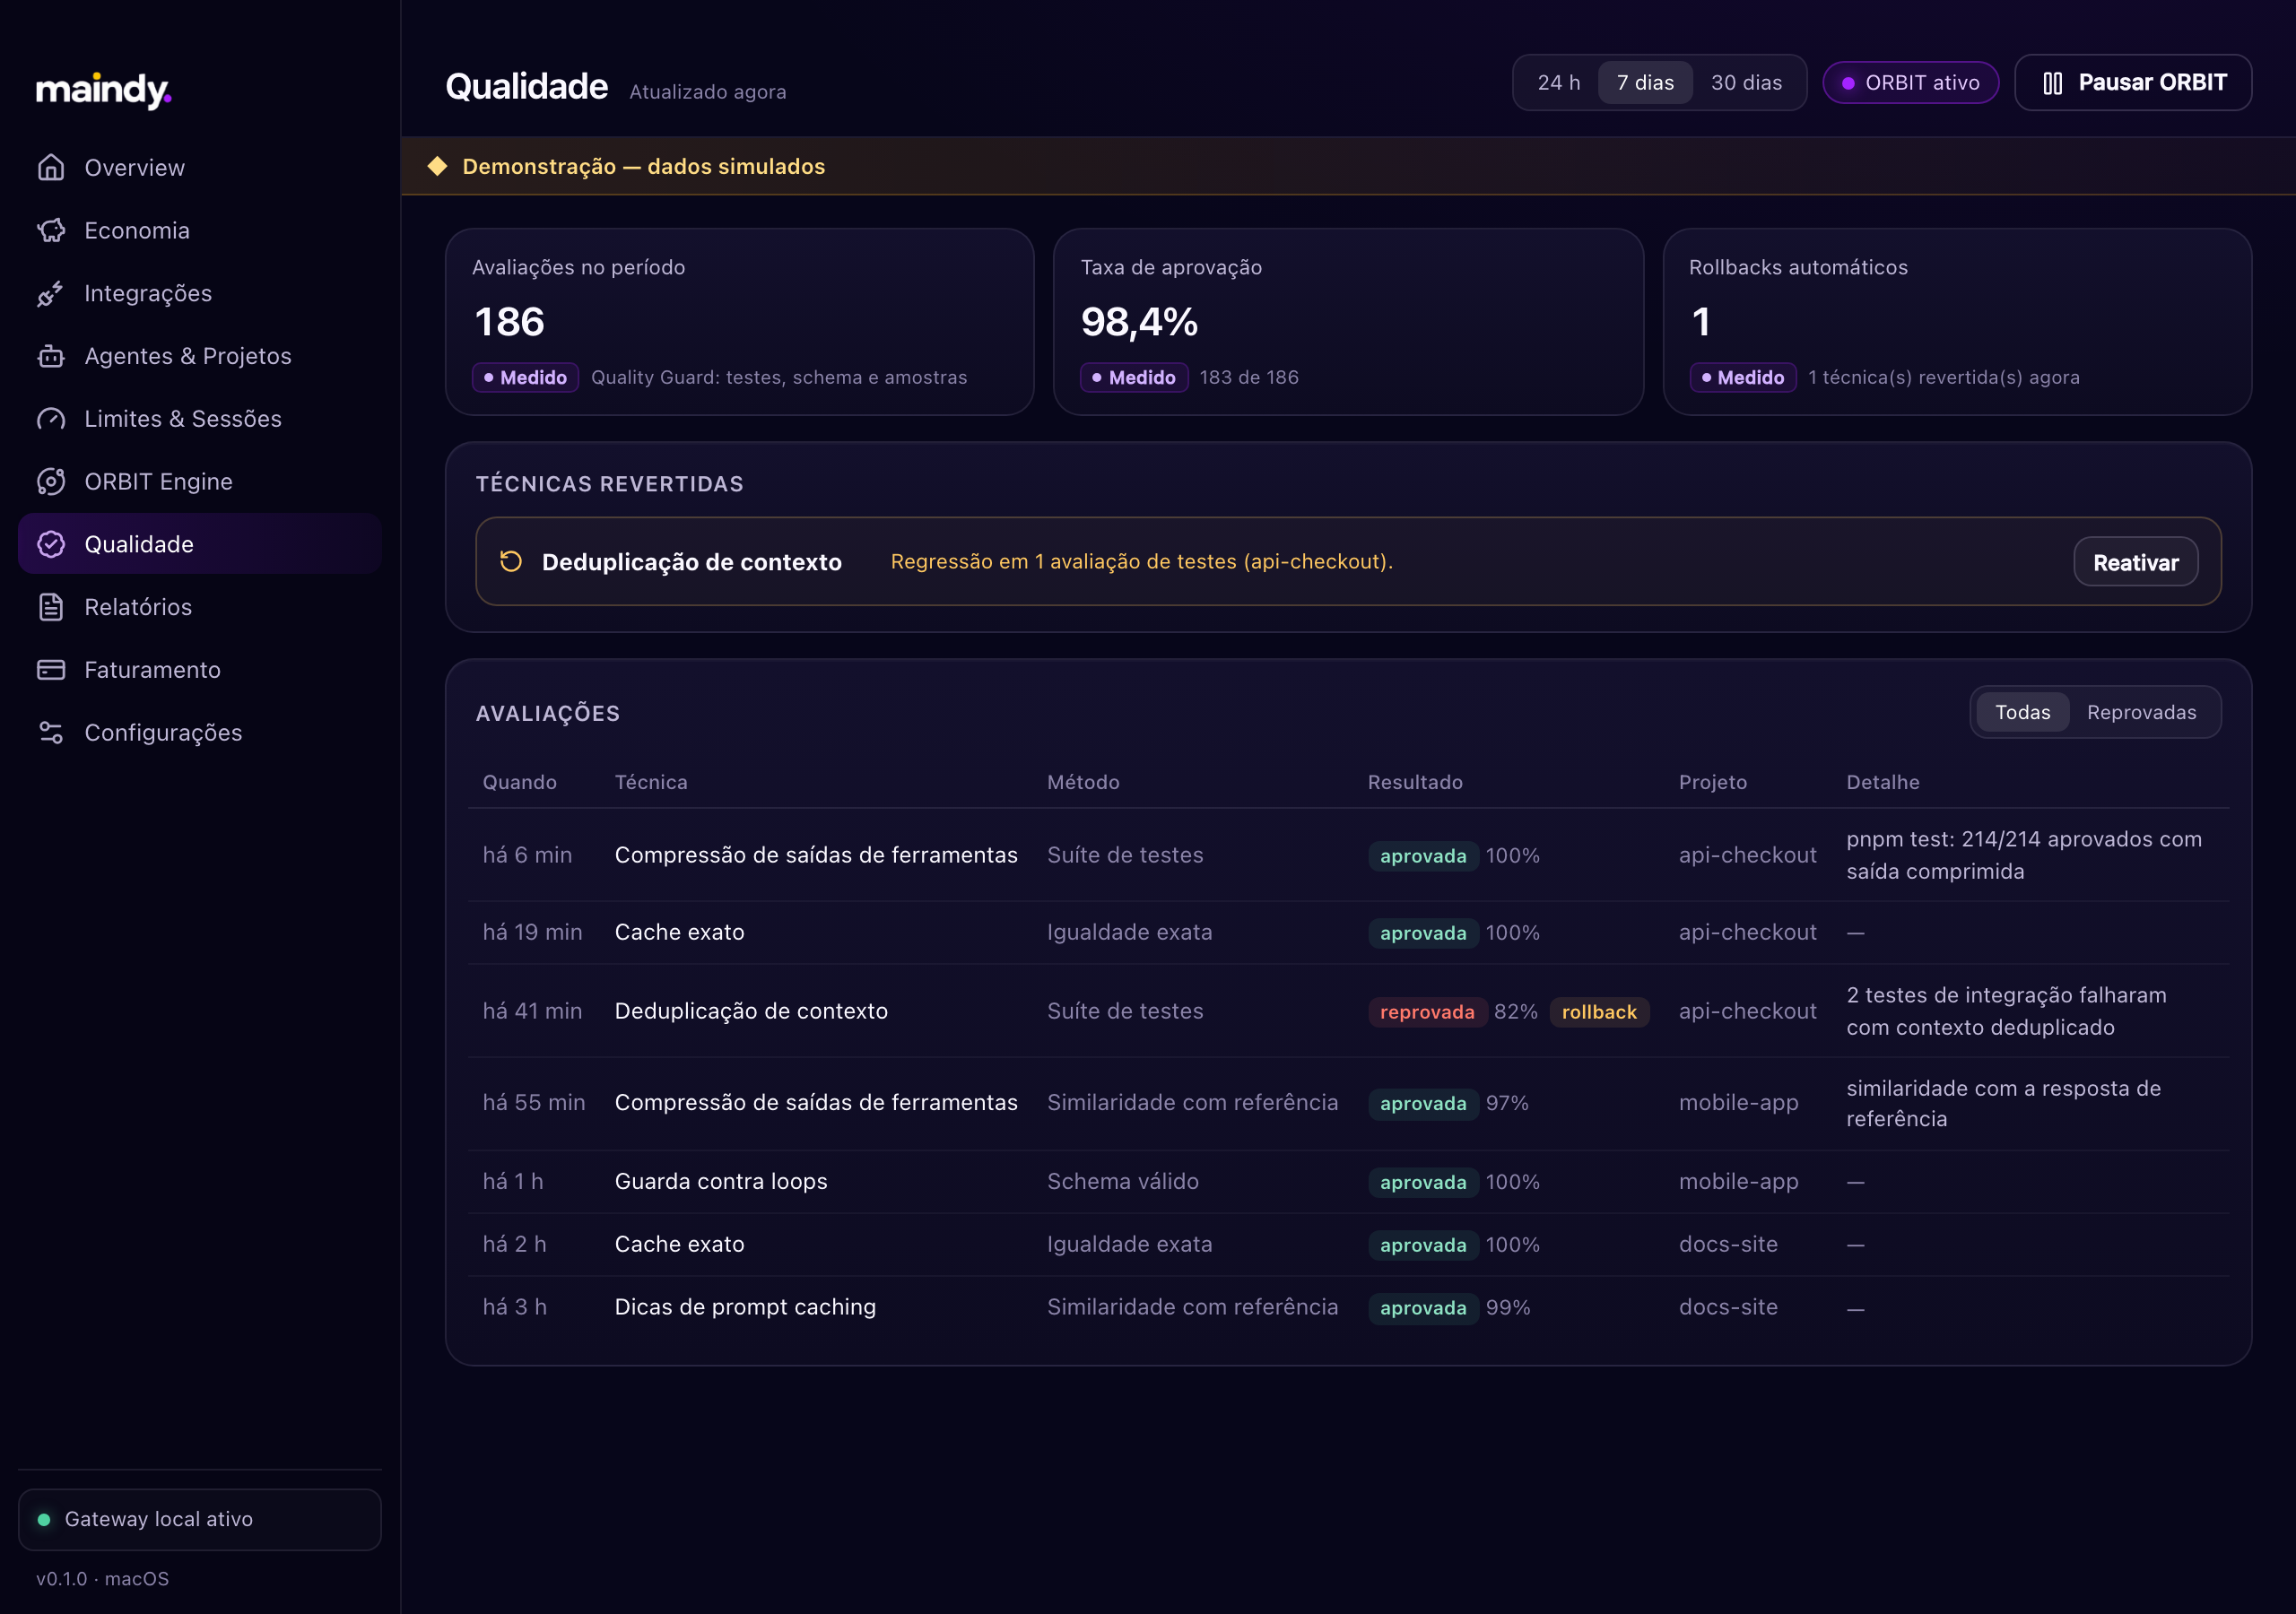 maindy.
Overview
Economia
Integrações
Agentes & Projetos
Limites & Sessões
ORBIT Engine
Qualidade
Relatórios
Faturamento
Configurações
Gateway local ativo
v0.1.0 · macOS
Qualidade Atualizado agora
24 h 7 dias 30 dias
ORBIT ativo
Pausar ORBIT
Demonstração — dados simulados
Avaliações no período
186
Medido Quality Guard: testes, schema e amostras
Taxa de aprovação
98,4%
Medido 183 de 186
Rollbacks automáticos
1
Medido 1 técnica(s) revertida(s) agora
TÉCNICAS REVERTIDAS
Deduplicação de contexto Regressão em 1 avaliação de testes (api-checkout). Reativar
AVALIAÇÕES
Todas Reprovadas
Quando Técnica Método Resultado Projeto Detalhe
há 6 min Compressão de saídas de ferramentas Suíte de testes aprovada 100% api-checkout pnpm test: 214/214 aprovados com
saída comprimida
há 19 min Cache exato Igualdade exata aprovada 100% api-checkout —
há 41 min Deduplicação de contexto Suíte de testes reprovada 82% rollback api-checkout 2 testes de integração falharam
com contexto deduplicado
há 55 min Compressão de saídas de ferramentas Similaridade com referência aprovada 97% mobile-app similaridade com a resposta de
referência
há 1 h Guarda contra loops Schema válido aprovada 100% mobile-app —
há 2 h Cache exato Igualdade exata aprovada 100% docs-site —
há 3 h Dicas de prompt caching Similaridade com referência aprovada 99% docs-site —